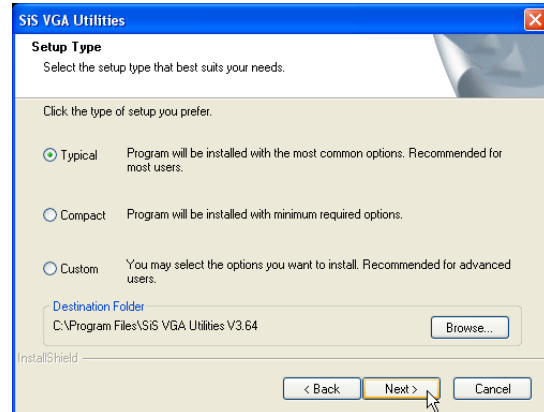 SiS VGA Utilities
Setup Type
Select the setup type that best suits your needs.
Click the type of setup you prefer.
Typical Program will be installed with the most common options. Recommended for
most users.
Compact Program will be installed with minimum required options.
Custom You may select the options you want to install. Recommended for advanced
users.
Destination Folder
C:\Program Files\SiS VGA Utilities V3.64 Browse...
InstallShield
< Back Next > Cancel